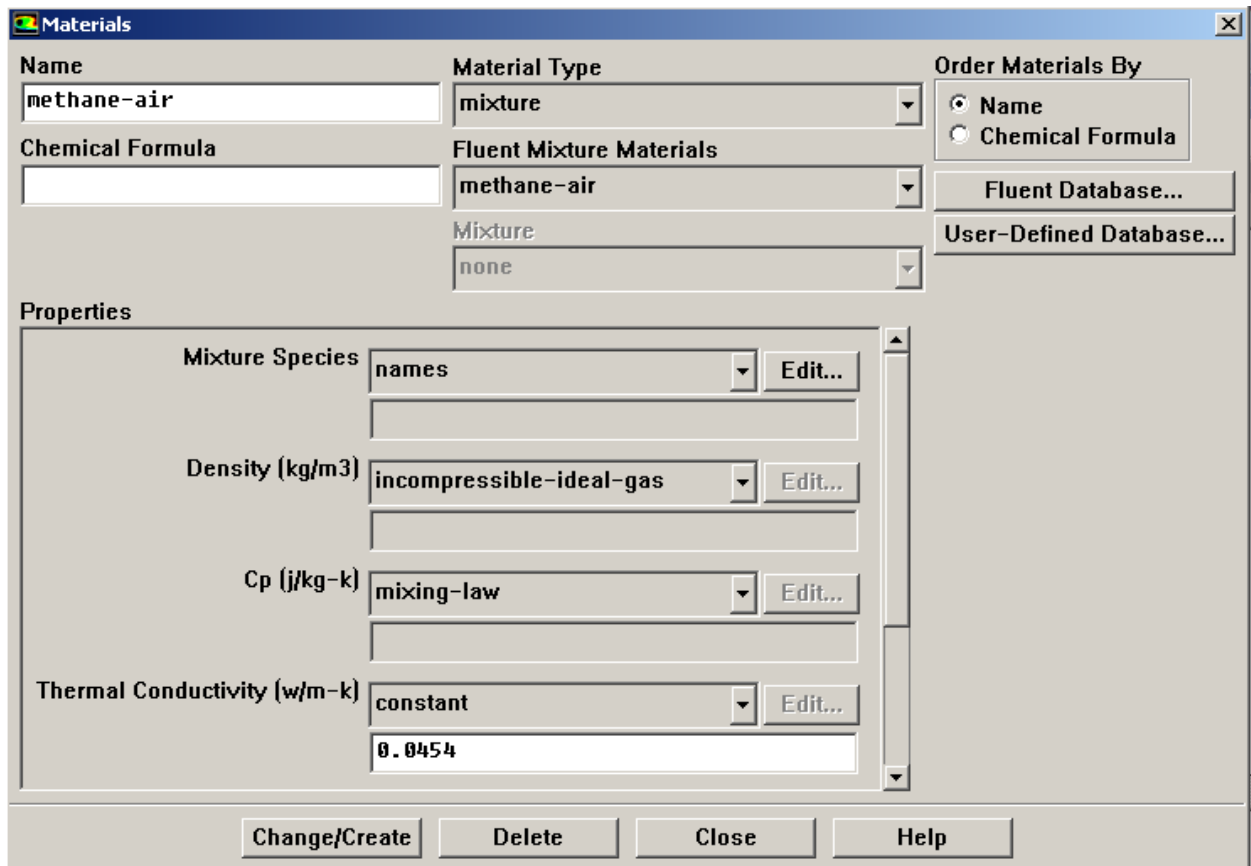 Materials
Name
methane-air
Chemical Formula
Material Type
mixture
Fluent Mixture Materials
methane-air
Mixture
none
Order Materials By
Name
Chemical Formula
Fluent Database...
User-Defined Database...
Properties
Mixture Species names Edit...
Density (kg/m3) incompressible-ideal-gas Edit...
Cp (j/kg-k) mixing-law Edit...
Thermal Conductivity (w/m-k) constant Edit...
0.0454
Change/Create Delete Close Help